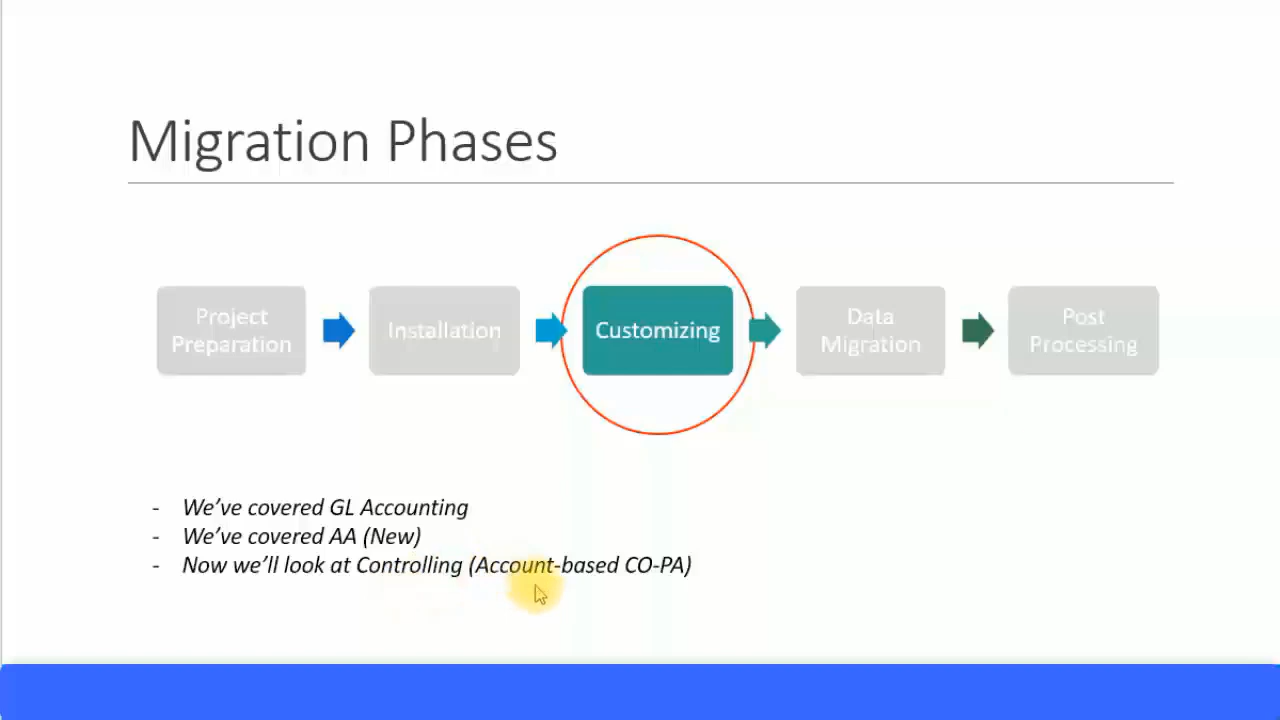 Migration Phases
Project
Preparation
Installation
Customizing
Data
Migration
Post
Processing
- We’ve covered GL Accounting
- We’ve covered AA (New)
- Now we’ll look at Controlling (Account-based CO-PA)